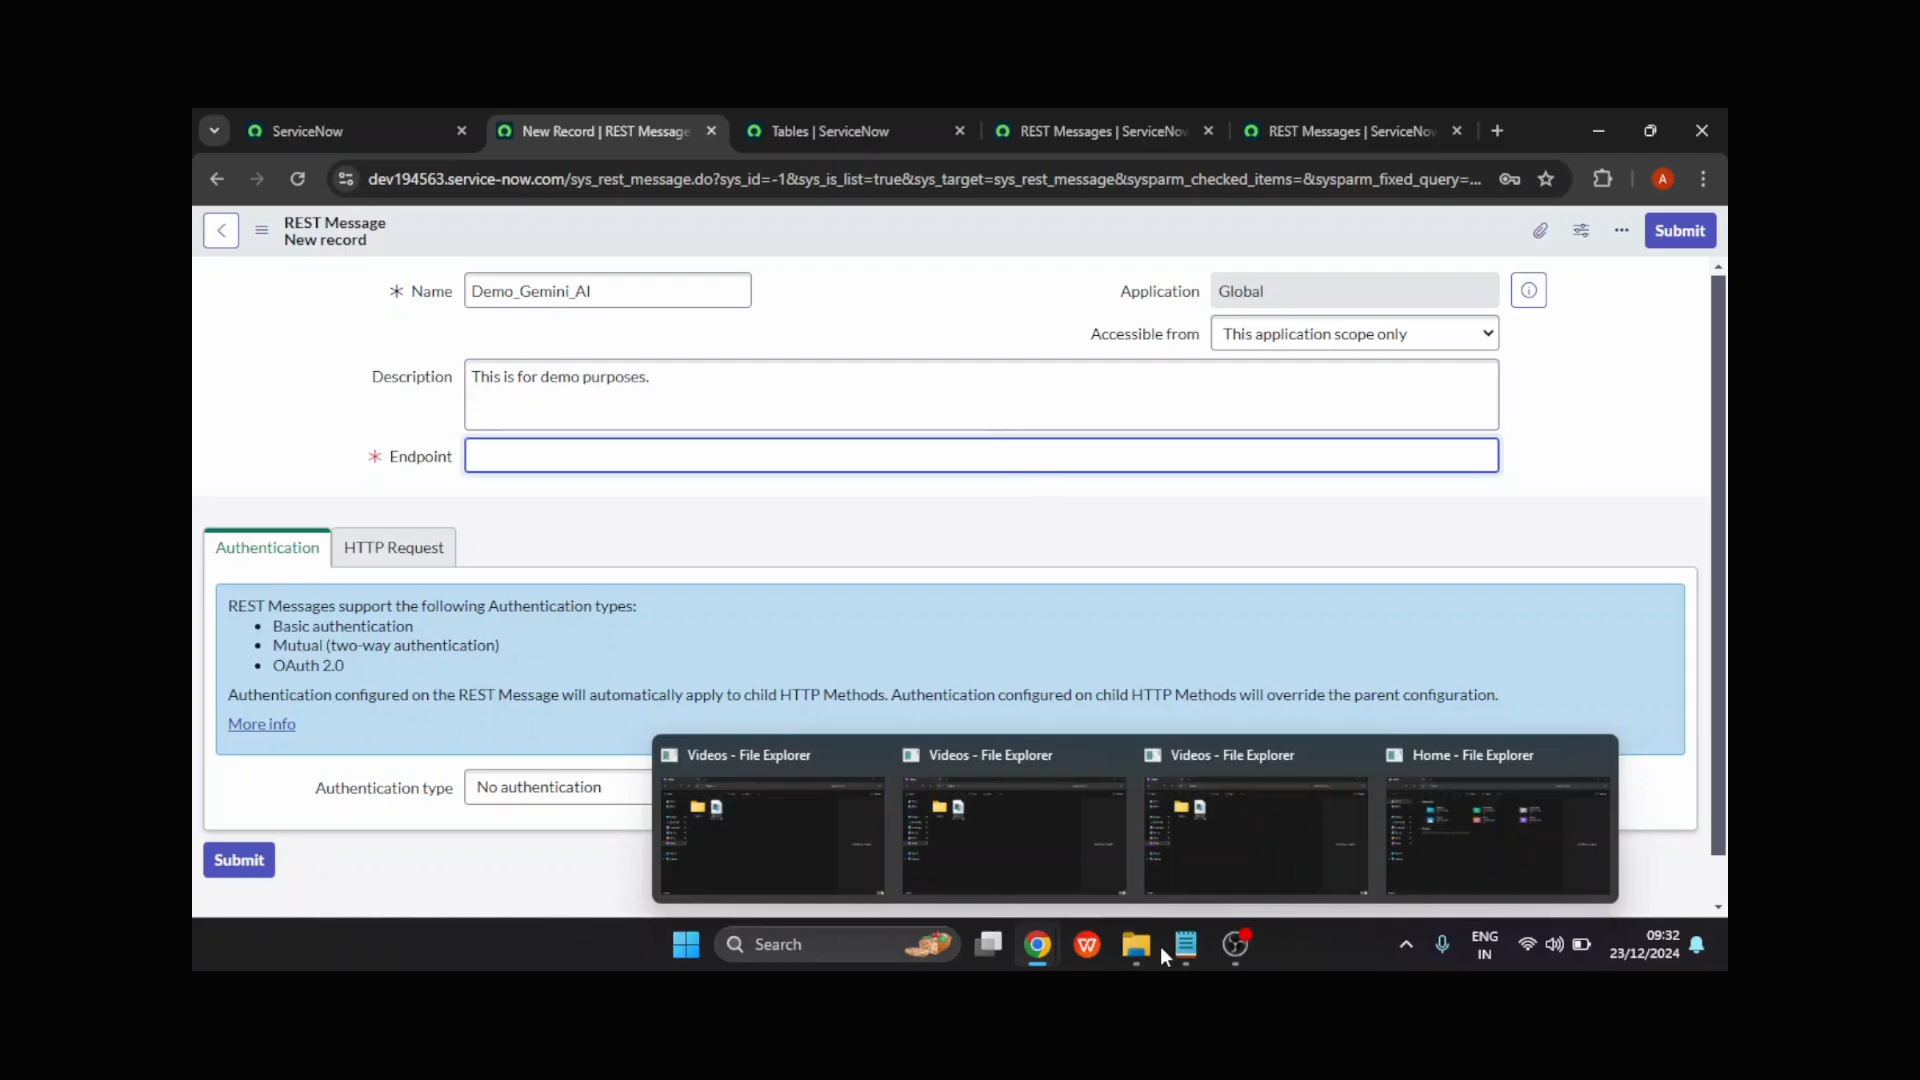 ServiceNow
New Record | REST Message
Tables | ServiceNow
REST Messages | ServiceNow
REST Messages | ServiceNow
dev194563.service-now.com/sys_rest_message.do?sys_id=-1&sys_is_list=true&sys_target=sys_rest_message&sysparm_checked_items=&sysparm_fixed_query=...
A
REST Message
New record
Submit
* Name
Demo_Gemini_AI
Application
Global
Accessible from
This application scope only
Description
This is for demo purposes.
* Endpoint
Authentication
HTTP Request
REST Messages support the following Authentication types:
• Basic authentication
• Mutual (two-way authentication)
• OAuth 2.0
Authentication configured on the REST Message will automatically apply to child HTTP Methods. Authentication configured on child HTTP Methods will override the parent configuration.
More info
Videos - File Explorer
Videos - File Explorer
Videos - File Explorer
Home - File Explorer
Authentication type
No authentication
Submit
Search
ENG
IN
09:32
23/12/2024